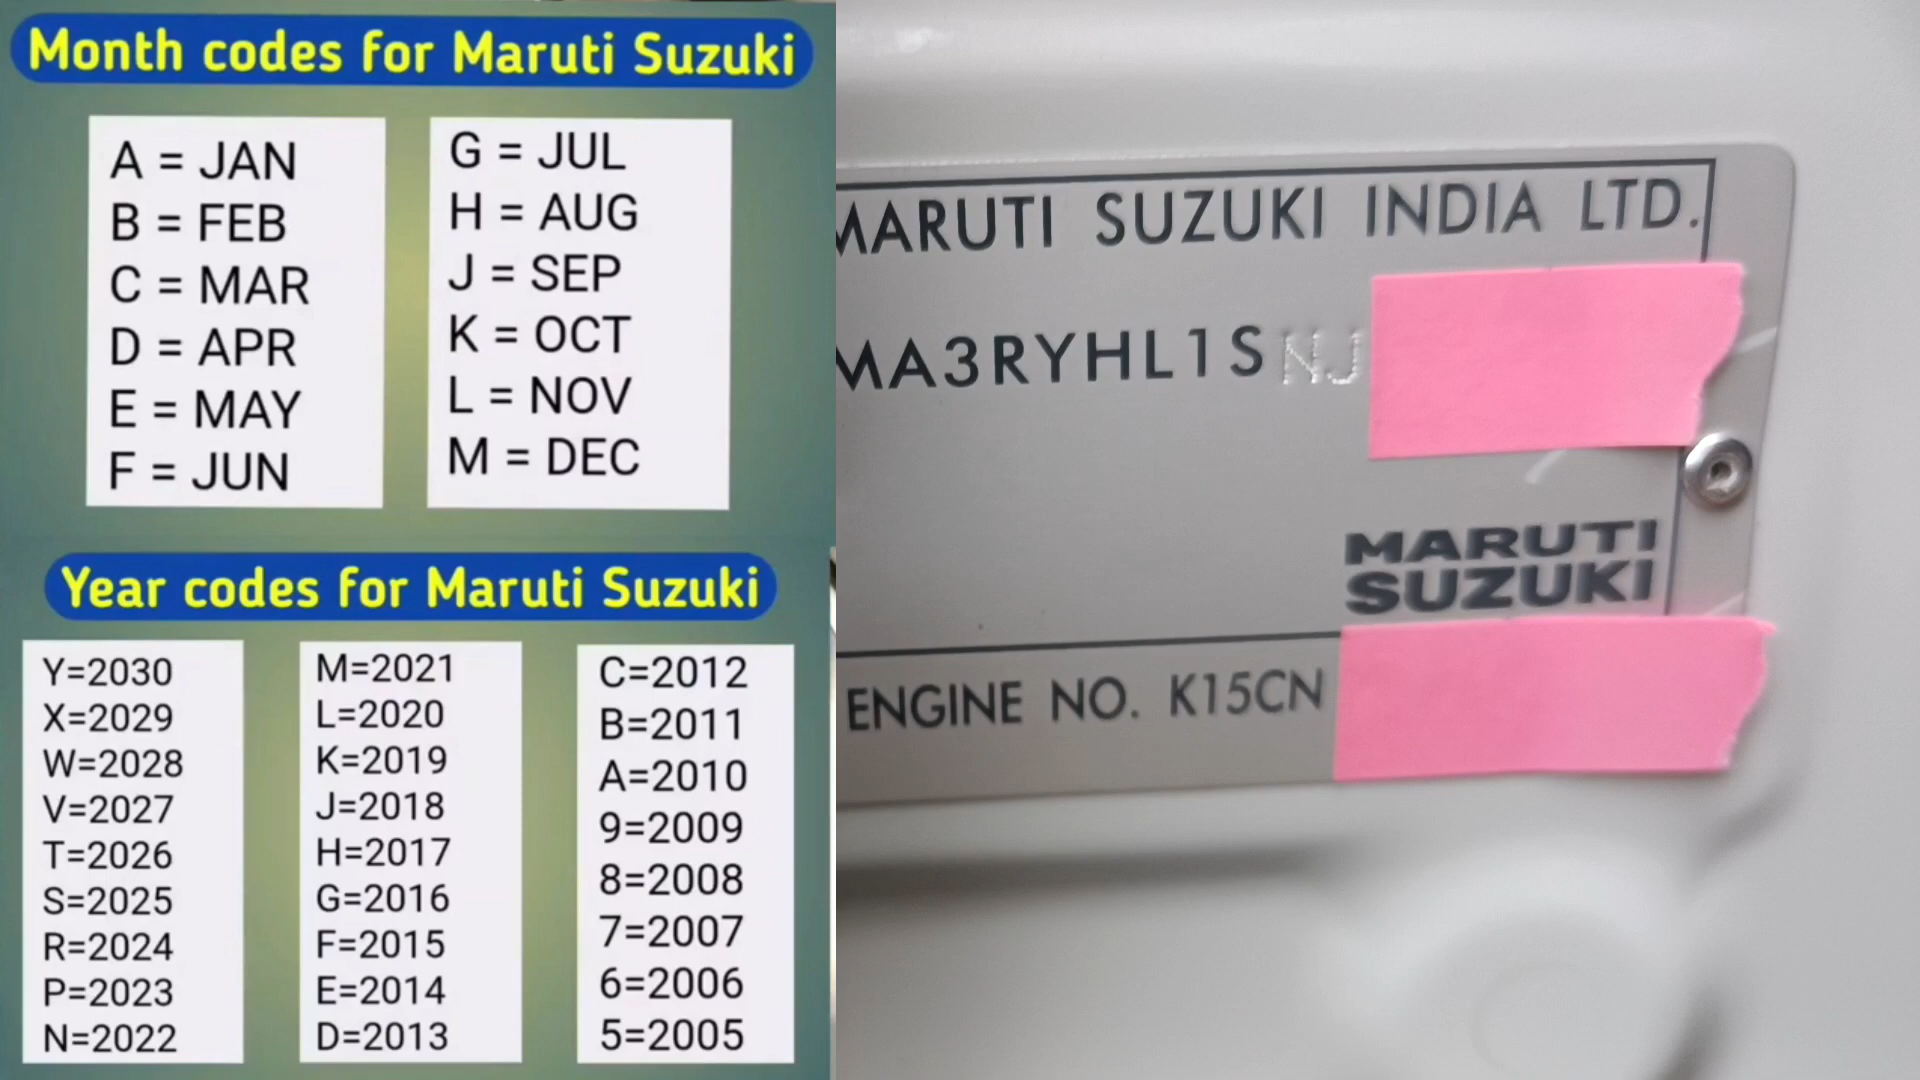 Month codes for Maruti Suzuki
A = JAN
B = FEB
C = MAR
D = APR
E = MAY
F = JUN
G = JUL
H = AUG
J = SEP
K = OCT
L = NOV
M = DEC
Year codes for Maruti Suzuki
Y=2030
X=2029
W=2028
V=2027
T=2026
S=2025
R=2024
P=2023
N=2022
M=2021
L=2020
K=2019
J=2018
H=2017
G=2016
F=2015
E=2014
D=2013
C=2012
B=2011
A=2010
9=2009
8=2008
7=2007
6=2006
5=2005
MARUTI SUZUKI INDIA LTD.
MA3RYHL1SNJ
MARUTI
SUZUKI
ENGINE NO. K15CN